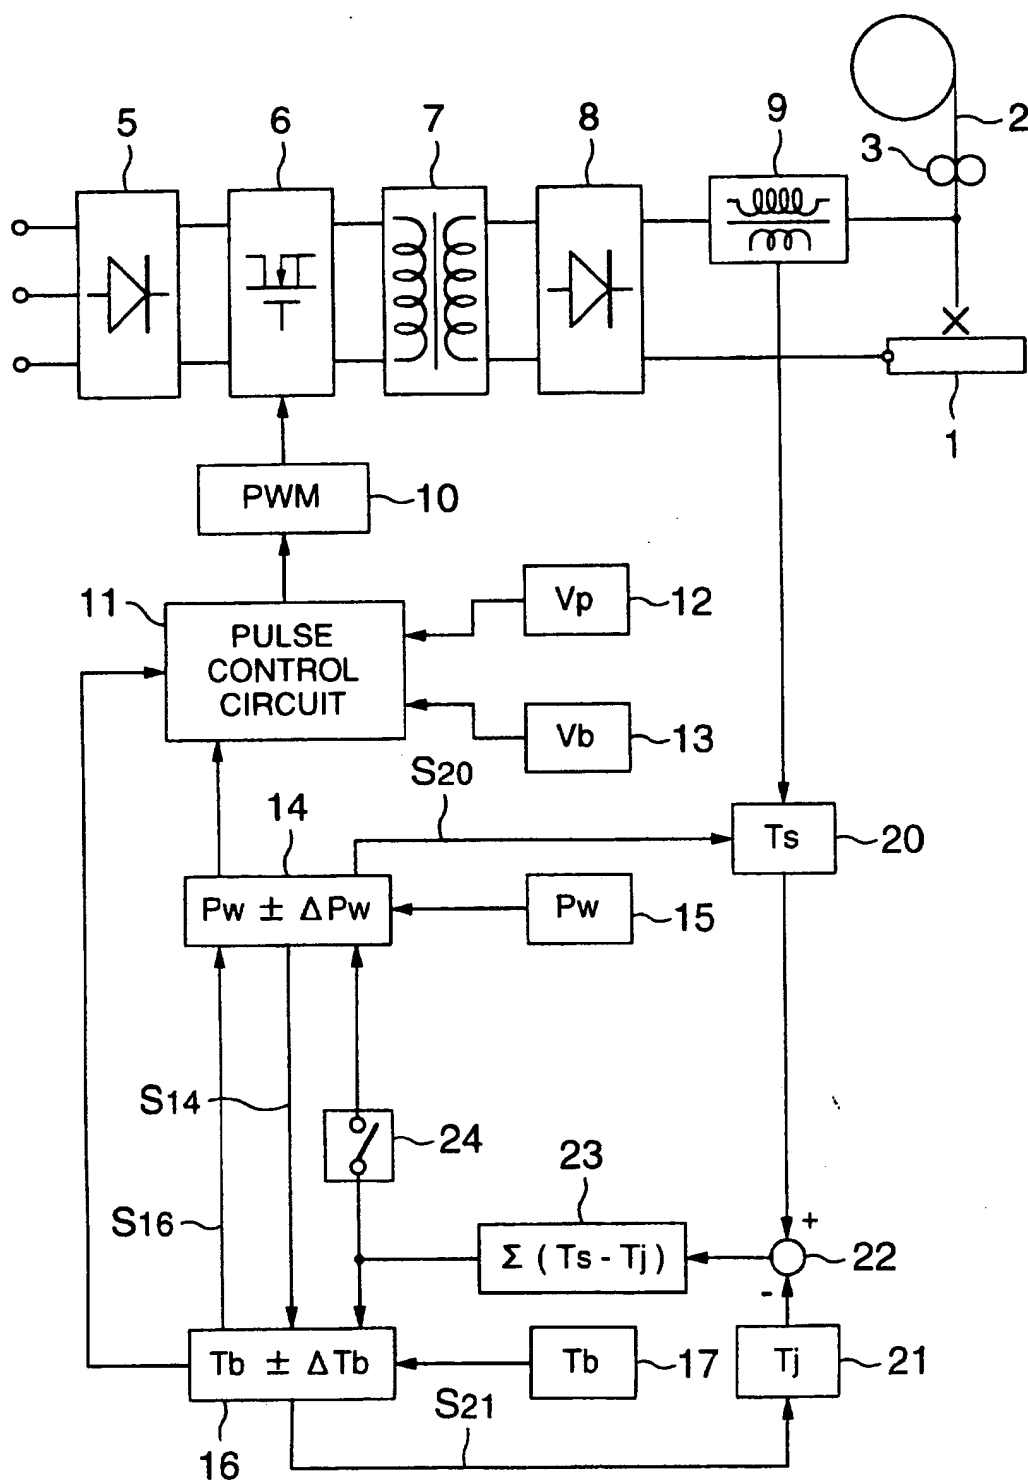 2
9
3
6
7
8
5
1
PWM
10
Vp
12
11
PULSE
CONTROL
CIRCUIT
Vb
13
S20
14
Ts
20
Pw ± ΔPw
Pw
15
S14
24
23
S16
+
Σ ( Ts - Tj )
22
-
Tb ± ΔTb
Tb
17
Tj
21
S21
16